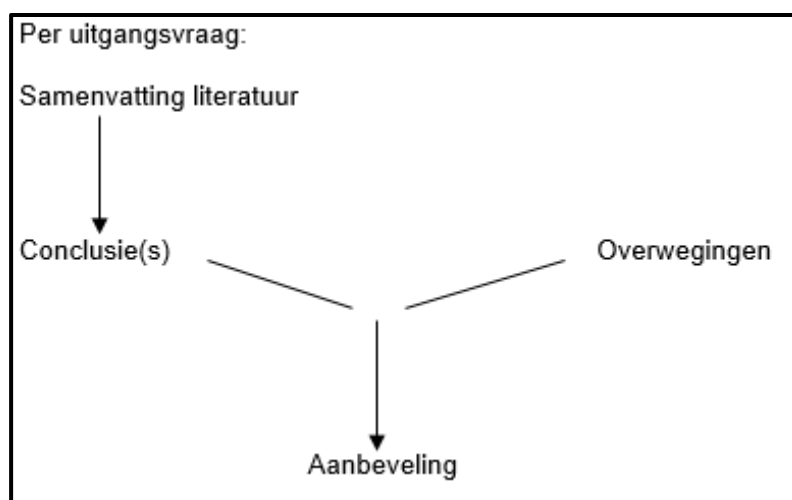 Per uitgangsvraag:
Samenvatting literatuur
Conclusie(s)
Overwegingen
Aanbeveling